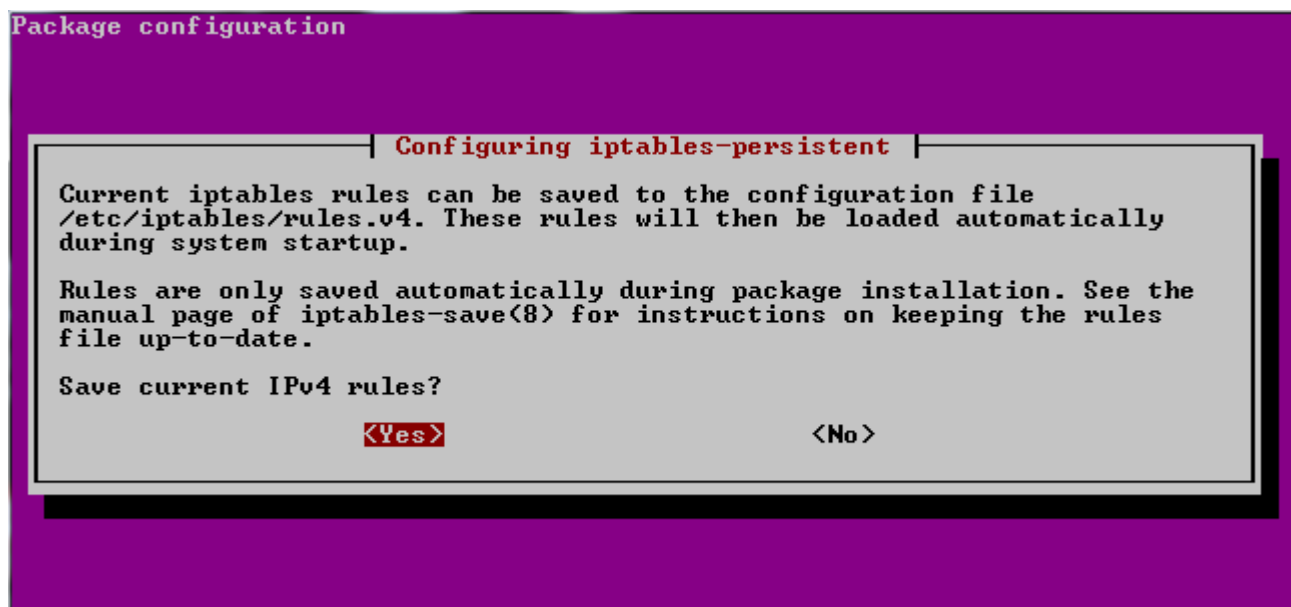 Package configuration
Configuring iptables-persistent
Current iptables rules can be saved to the configuration file
/etc/iptables/rules.v4. These rules will then be loaded automatically
during system startup.
Rules are only saved automatically during package installation. See the
manual page of iptables-save(8) for instructions on keeping the rules
file up-to-date.
Save current IPv4 rules?
<Yes> <No>